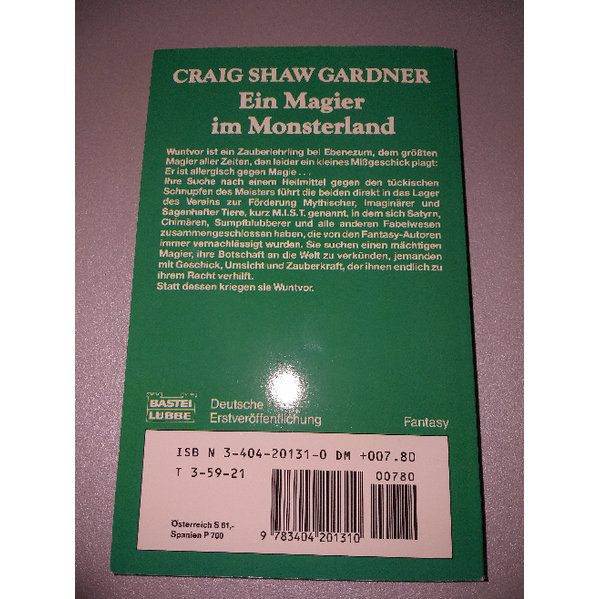 CRAIG SHAW GARDNER
Ein Magier
im Monsterland
Wuntvor ist ein Zauberlehrling bei Ebenezum, dem größten
Magier aller Zeiten, den leider ein kleines Mißgeschick plagt:
Er ist allergisch gegen Magie . . .
Ihre Suche nach einem Heilmittel gegen den tückischen
Schnupfen des Meisters führt die beiden direkt in das Lager
des Vereins zur Förderung Mythischer, Imaginärer und
Sagenhafter Tiere, kurz M.I.S.T. genannt, in dem sich Satyrn,
Chimären, Sumpfblubberer und alle anderen Fabelwesen
zusammengeschlossen haben, die von den Fantasy-Autoren
immer vernachlässigt wurden. Sie suchen einen mächtigen
Magier, ihre Botschaft an die Welt zu verkünden, jemanden
mit Geschick, Umsicht und Zauberkraft, der ihnen endlich zu
ihrem Recht verhilft.
Statt dessen kriegen sie Wuntvor.
BASTEI
LÜBBE
Deutsche
Erstveröffentlichung
Fantasy
ISB N 3-404-20131-0 DM +007.80
T 3-59-21
00780
Österreich S 61,-
Spanien P 700
9 783404 201310